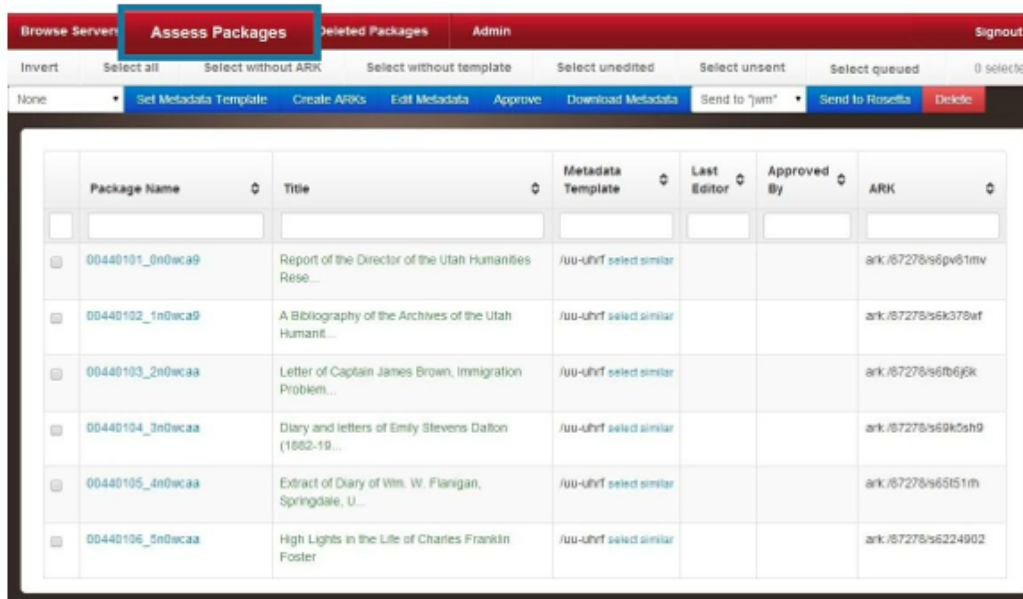 Browse Servers Assess Packages Deleted Packages Admin Signout
Invert Select all Select without ARK Select without template Select unedited Select unsent Select queued 0 selecte
None Set Metadata Template Create ARKs Edit Metadata Approve Download Metadata Send to "jwm" Send to Rosetta Delete
Package Name Title Metadata Template Last Editor Approved By ARK
00440101_0n0wca9 Report of the Director of the Utah Humanities Rese... /uu-uhrf select similar ark:/87278/s6pv61mv
00440102_1n0wca9 A Bibliography of the Archives of the Utah Humanit... /uu-uhrf select similar ark:/87278/s6k378wf
00440103_2n0wcaa Letter of Captain James Brown, Immigration Problem... /uu-uhrf select similar ark:/87278/s6fb6j6k
00440104_3n0wcaa Diary and letters of Emily Stevens Dalton (1882-19... /uu-uhrf select similar ark:/87278/s69k5sh9
00440105_4n0wcaa Extract of Diary of Wm. W. Flanigan, Springdale, U... /uu-uhrf select similar ark:/87278/s65t51rh
00440106_5n0wcaa High Lights in the Life of Charles Franklin Foster /uu-uhrf select similar ark:/87278/s6224902